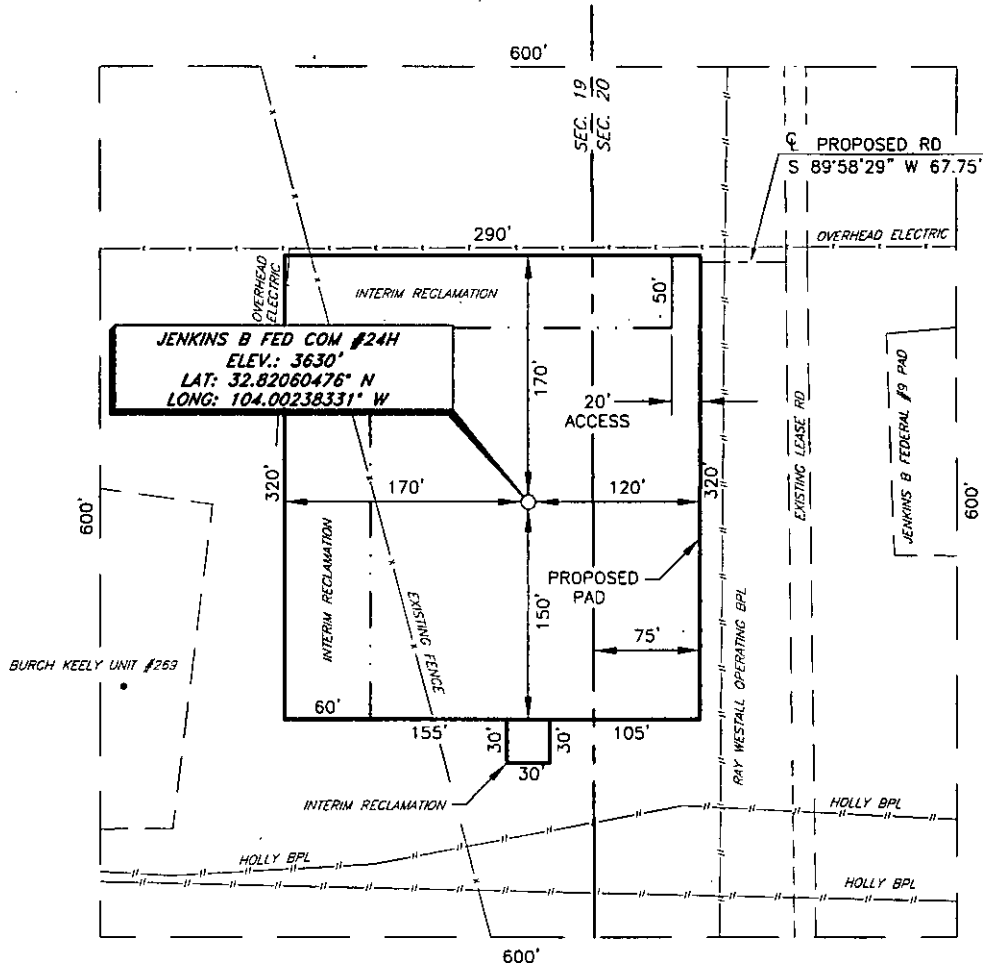 600'
SEC. 19
SEC. 20
℄ PROPOSED RD
S 89°58'29" W 67.75'
290'
OVERHEAD ELECTRIC
OVERHEAD
ELECTRIC
INTERIM RECLAMATION
50'
JENKINS B FED COM #24H
ELEV.: 3630'
LAT: 32.82060476° N
LONG: 104.00238331° W
170'
20'
ACCESS
320'
170'
120'
320'
600'
600'
EXISTING LEASE RD
JENKINS B FEDERAL #9 PAD
INTERIM RECLAMATION
EXISTING FENCE
150'
PROPOSED
PAD
75'
RAY WESTALL OPERATING BPL
BURCH KEELY UNIT #269
60'
155'
30'
30'
105'
30'
INTERIM RECLAMATION
HOLLY BPL
HOLLY BPL
HOLLY BPL
600'